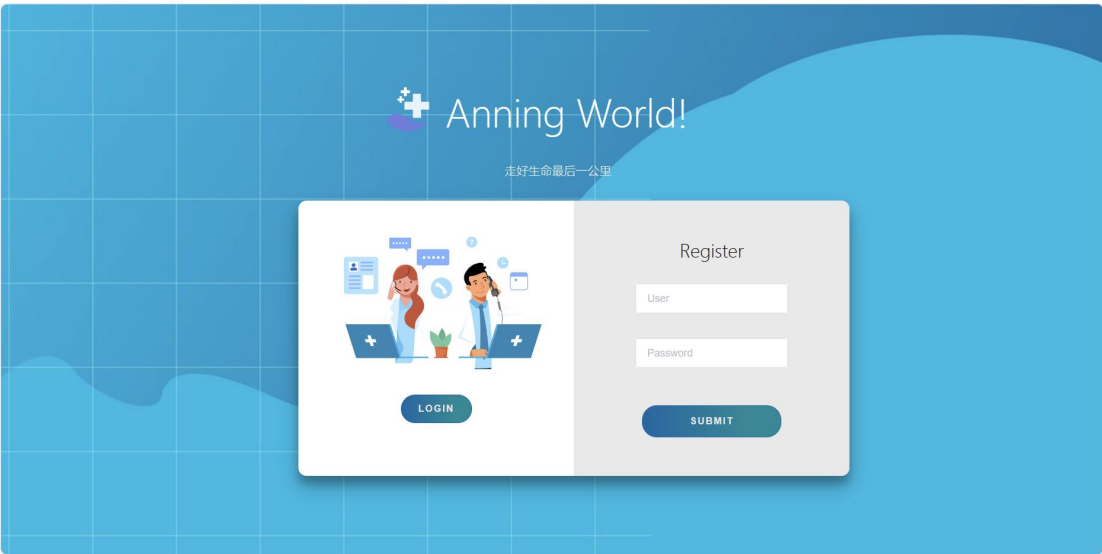 Anning World!
走好生命最后一公里
Register
User
Password
LOGIN
SUBMIT